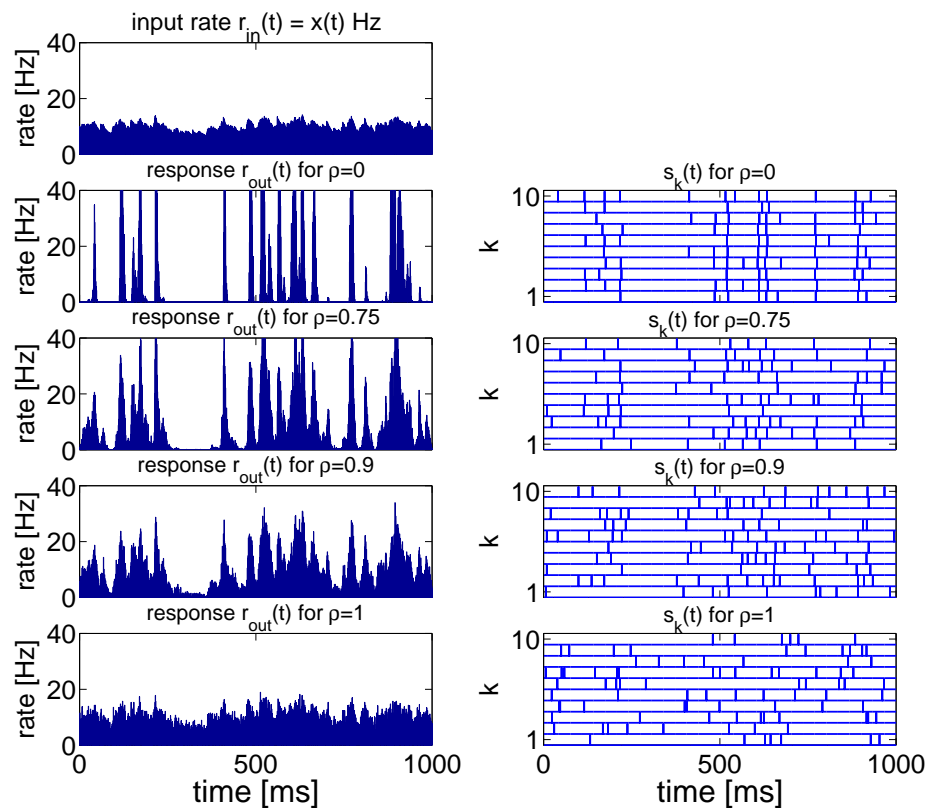 input rate r_in(t) = x(t) Hz
40
20
0
rate [Hz]
response r_out(t) for ρ=0
40
20
0
rate [Hz]
s_k(t) for ρ=0
10
1
k
response r_out(t) for ρ=0.75
40
20
0
rate [Hz]
s_k(t) for ρ=0.75
10
1
k
response r_out(t) for ρ=0.9
40
20
0
rate [Hz]
s_k(t) for ρ=0.9
10
1
k
response r_out(t) for ρ=1
40
20
0
rate [Hz]
s_k(t) for ρ=1
10
1
k
0 500 1000
time [ms]
0 500 1000
time [ms]